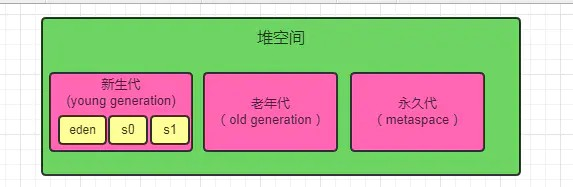 堆空间
新生代
(young generation)
eden
s0
s1
老年代
（ old generation ）
永久代
（ metaspace ）